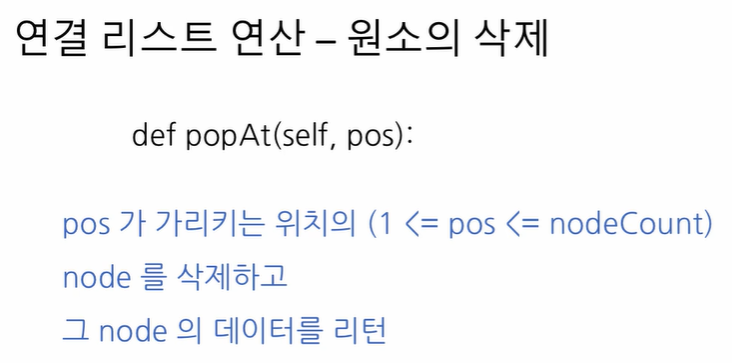 연결 리스트 연산 – 원소의 삭제
def popAt(self, pos):
pos 가 가리키는 위치의 (1 <= pos <= nodeCount)
node 를 삭제하고
그 node 의 데이터를 리턴